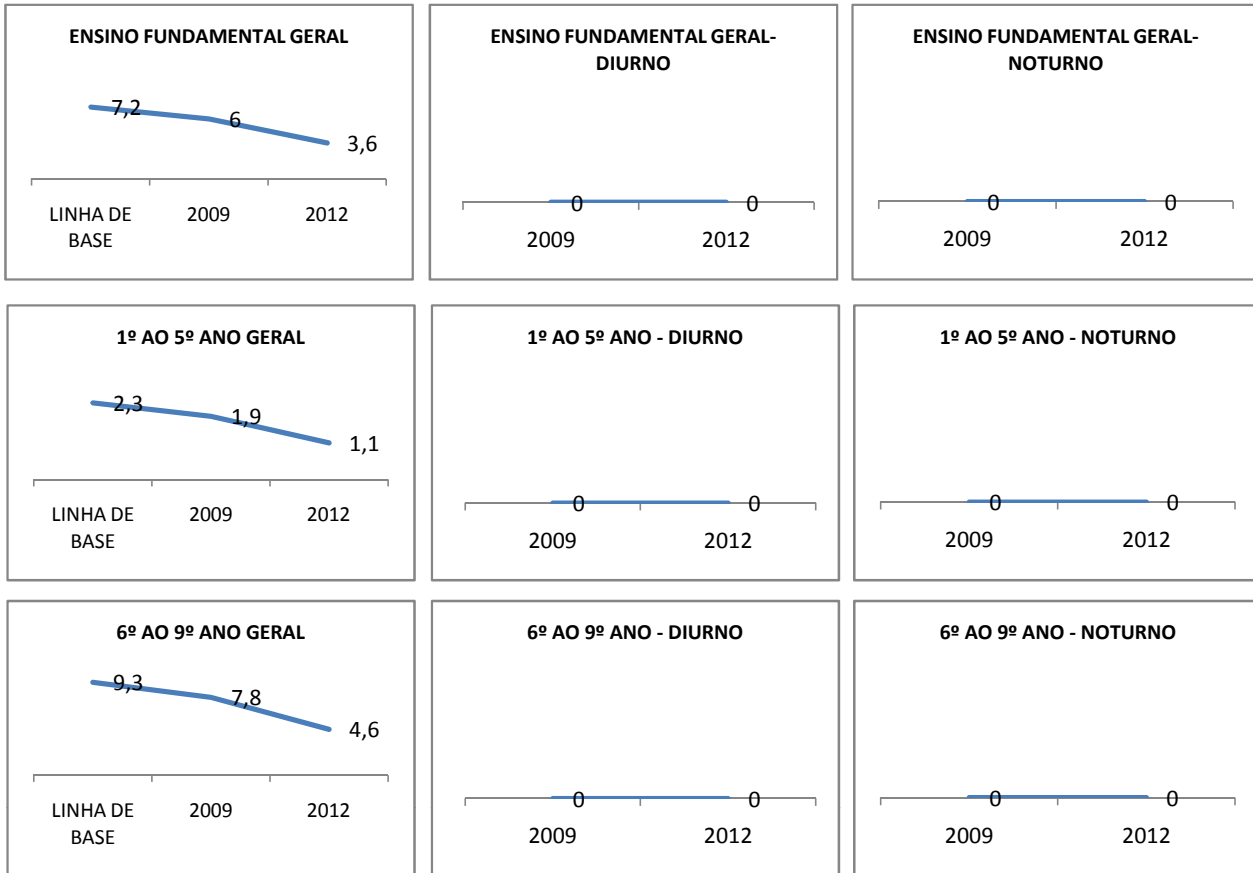 ENSINO FUNDAMENTAL GERAL
7,2
6
3,6
LINHA DE
BASE
2009
2012
ENSINO FUNDAMENTAL GERAL-
DIURNO
0
0
2009
2012
ENSINO FUNDAMENTAL GERAL-
NOTURNO
0
0
2009
2012
1º AO 5º ANO GERAL
2,3
1,9
1,1
LINHA DE
BASE
2009
2012
1º AO 5º ANO - DIURNO
0
0
2009
2012
1º AO 5º ANO - NOTURNO
0
0
2009
2012
6º AO 9º ANO GERAL
9,3
7,8
4,6
LINHA DE
BASE
2009
2012
6º AO 9º ANO - DIURNO
0
0
2009
2012
6º AO 9º ANO - NOTURNO
0
0
2009
2012